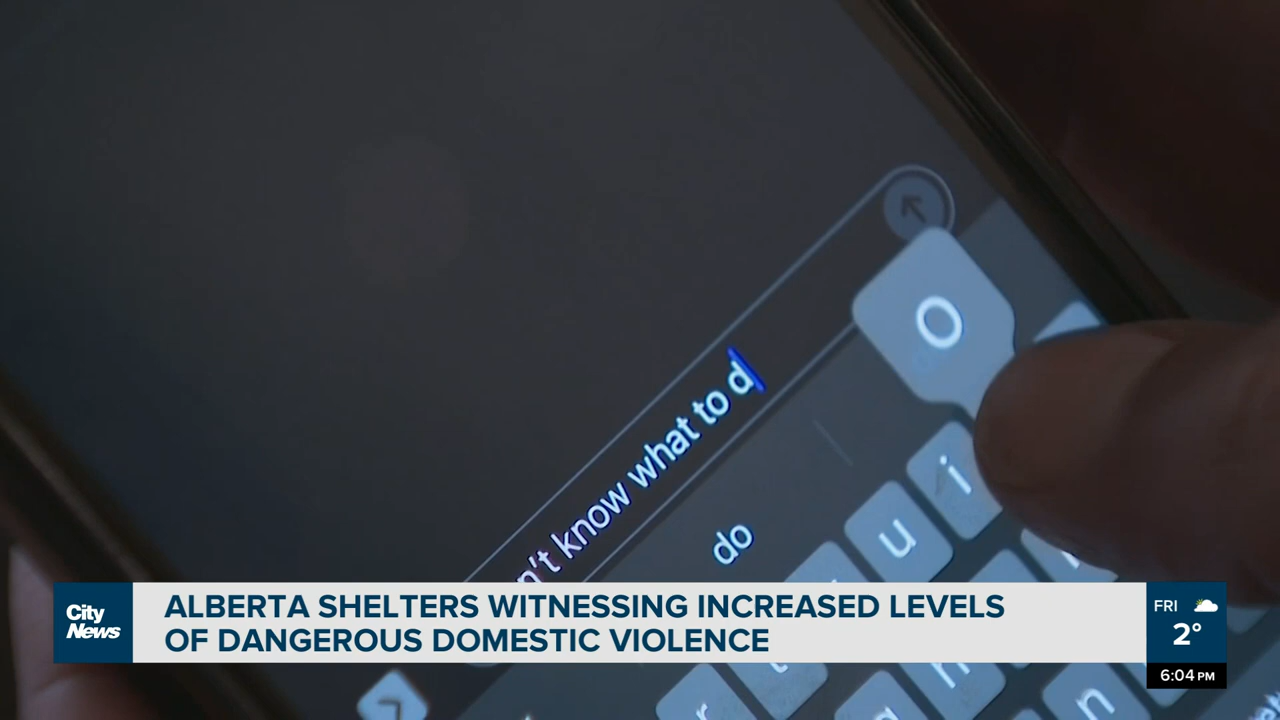 O
n't know what to d
do
u
i
City
News
ALBERTA SHELTERS WITNESSING INCREASED LEVELS
OF DANGEROUS DOMESTIC VIOLENCE
FRI
2°
6:04 PM
n